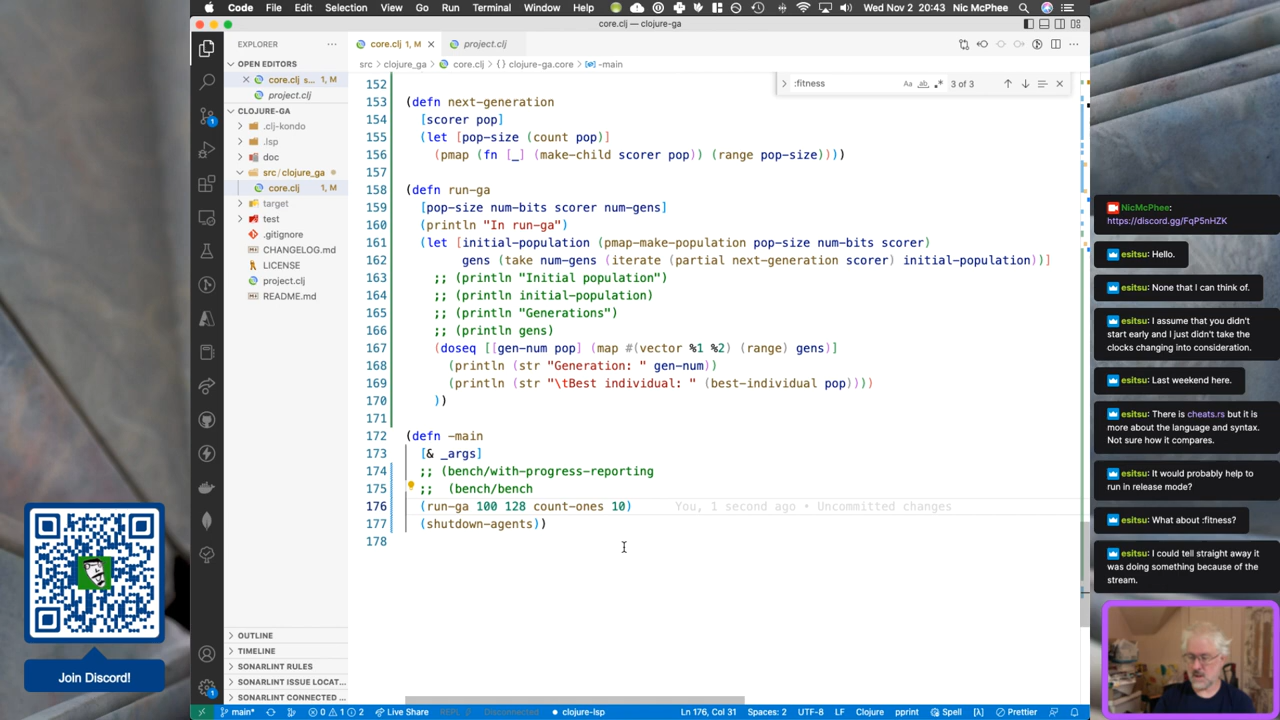 Code File Edit Selection View Go Run Terminal Window Help Wed Nov 2 20:43 Nic McPhee
core.clj — clojure-ga
EXPLORER
OPEN EDITORS
core.clj s... 1, M
project.clj
CLOJURE-GA
.clj-kondo
.lsp
doc
src/clojure_ga
core.clj 1, M
target
test
.gitignore
CHANGELOG.md
LICENSE
project.clj
README.md
OUTLINE
TIMELINE
SONARLINT RULES
SONARLINT ISSUE LOCAT...
SONARLINT CONNECTED ...
core.clj 1, M project.clj
src > clojure_ga > core.clj > {} clojure-ga.core > -main
:fitness Aa ab .* 3 of 3
152
153 (defn next-generation
154 [scorer pop]
155 (let [pop-size (count pop)]
156 (pmap (fn [_] (make-child scorer pop)) (range pop-size))))
157
158 (defn run-ga
159 [pop-size num-bits scorer num-gens]
160 (println "In run-ga")
161 (let [initial-population (pmap-make-population pop-size num-bits scorer)
162 gens (take num-gens (iterate (partial next-generation scorer) initial-population))]
163 ;; (println "Initial population")
164 ;; (println initial-population)
165 ;; (println "Generations")
166 ;; (println gens)
167 (doseq [[gen-num pop] (map #(vector %1 %2) (range) gens)]
168 (println (str "Generation: " gen-num))
169 (println (str "\tBest individual: " (best-individual pop))))
170 ))
171
172 (defn -main
173 [& _args]
174 ;; (bench/with-progress-reporting
175 ;; (bench/bench
176 (run-ga 100 128 count-ones 10) You, 1 second ago • Uncommitted changes
177 (shutdown-agents))
178
main* 0 1 2 Live Share REPL Disconnected clojure-lsp Ln 176, Col 31 Spaces: 2 UTF-8 LF Clojure pprint Spell [λ] Prettier
Join Discord!
NicMcPhee:
https://discord.gg/FqP5nHZK
esitsu: Hello.
esitsu: None that I can think of.
esitsu: I assume that you didn't
start early and I just didn't take the
clocks changing into consideration.
esitsu: Last weekend here.
esitsu: There is cheats.rs but it is
more about the language and syntax.
Not sure how it compares.
esitsu: It would probably help to
run in release mode?
esitsu: What about :fitness?
esitsu: I could tell straight away it
was doing something because of the
stream.